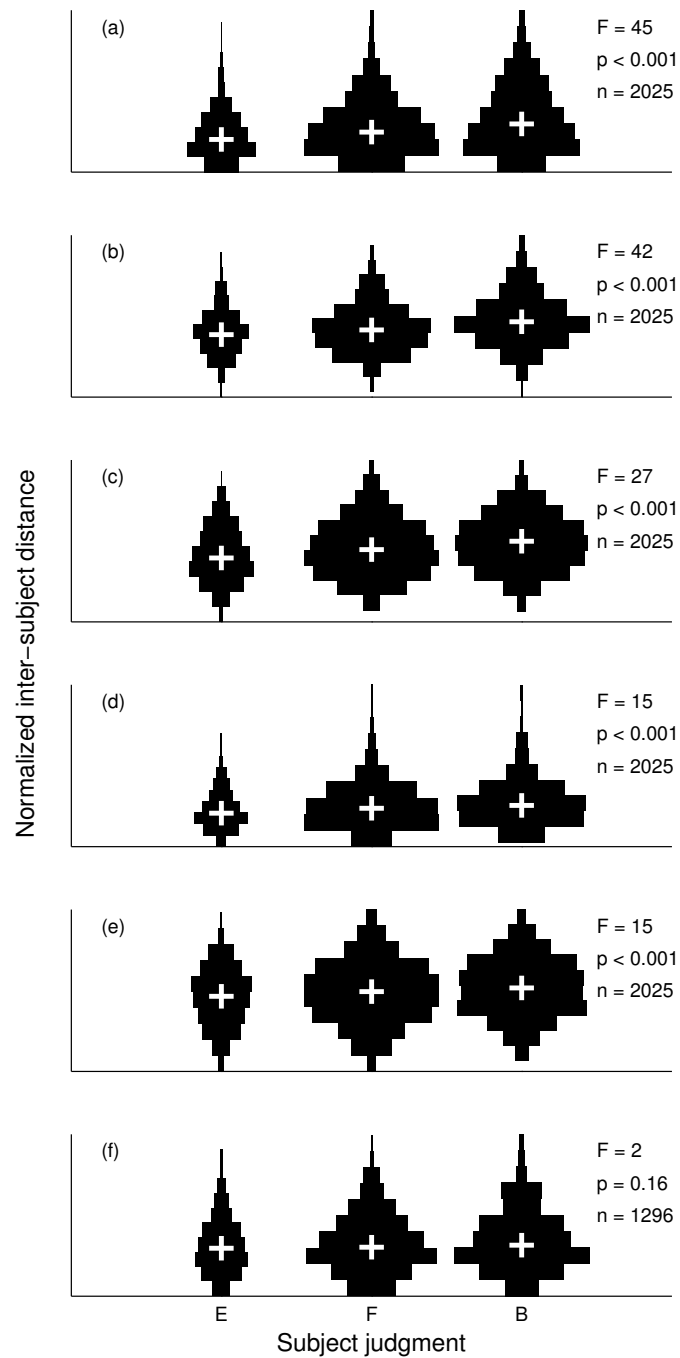 (a)
F = 45
p < 0.001
n = 2025
(b)
F = 42
p < 0.001
n = 2025
(c)
F = 27
p < 0.001
n = 2025
(d)
F = 15
p < 0.001
n = 2025
(e)
F = 15
p < 0.001
n = 2025
(f)
F = 2
p = 0.16
n = 1296
Normalized inter−subject distance
E F B
Subject judgment